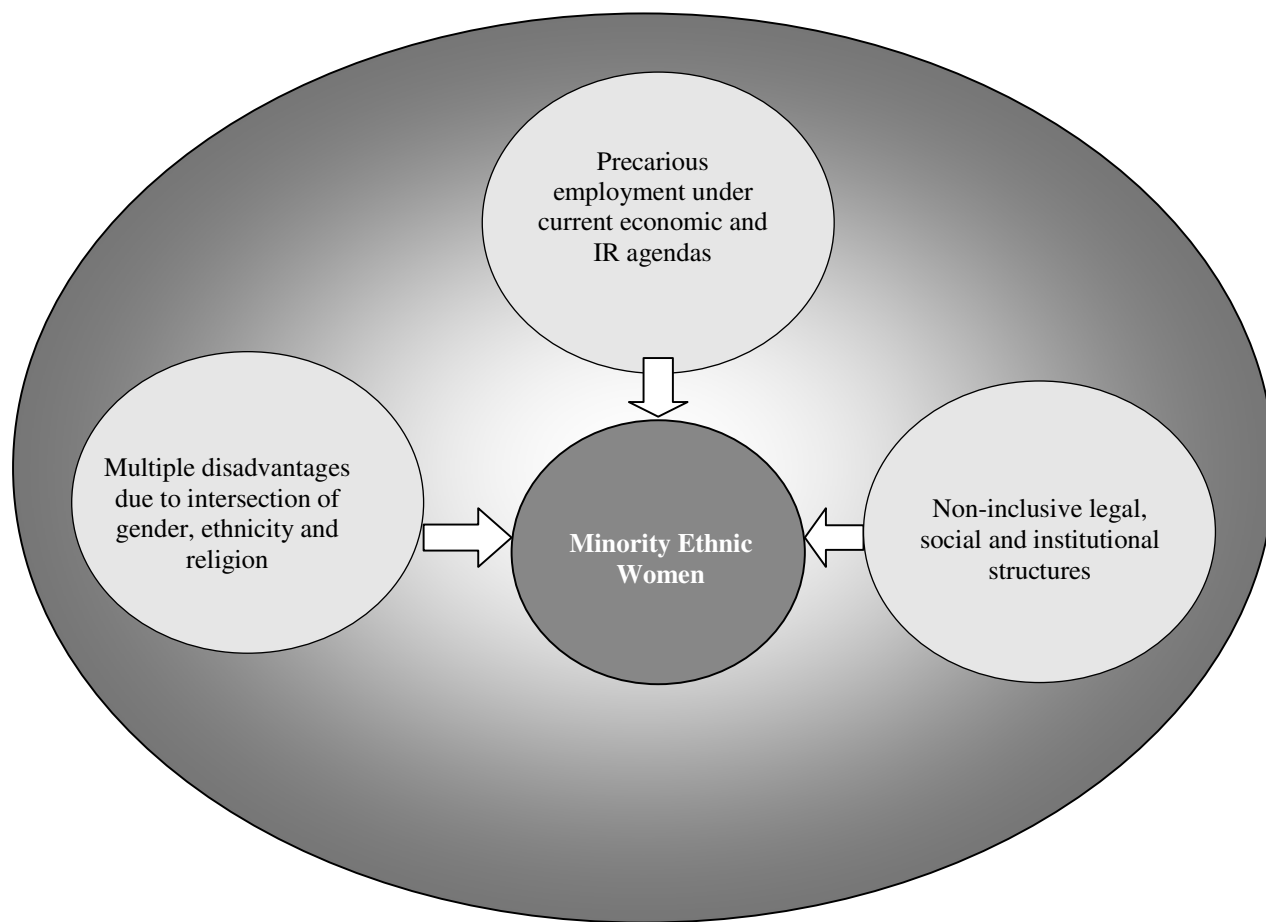 Precarious
employment under
current economic and
IR agendas
Multiple disadvantages
due to intersection of
gender, ethnicity and
religion
Minority Ethnic
Women
Non-inclusive legal,
social and institutional
structures